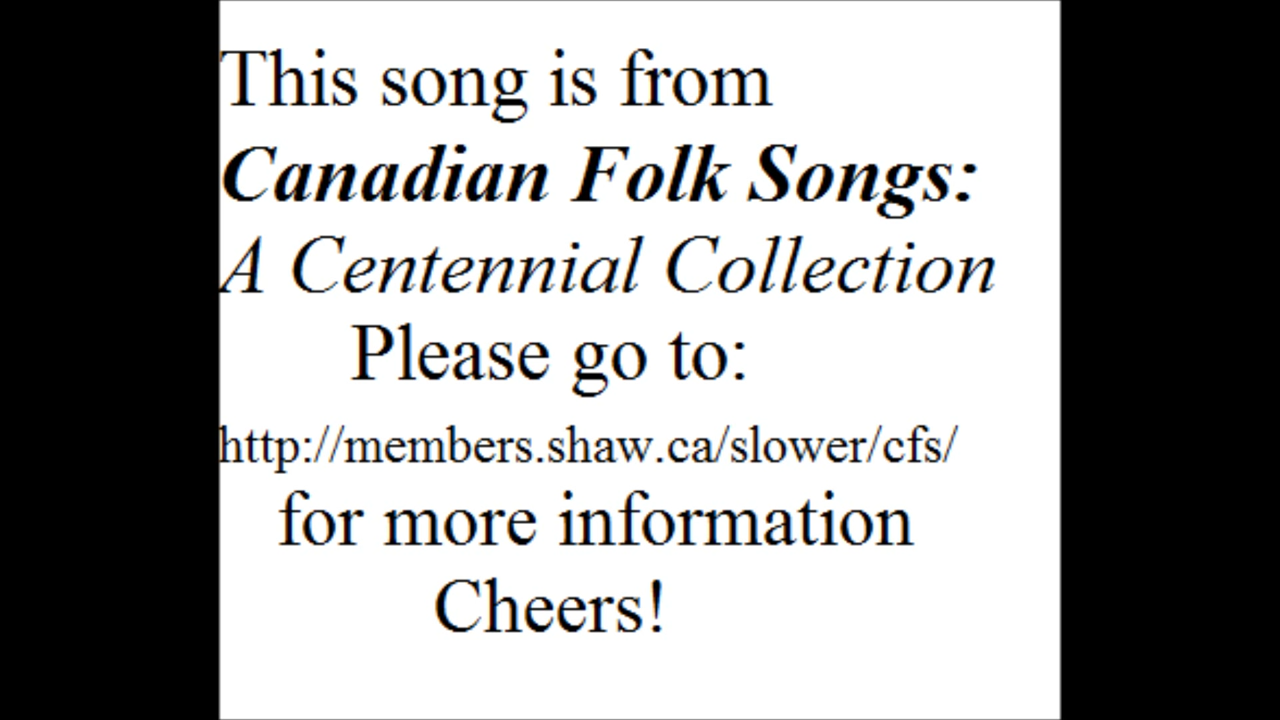 This song is from
Canadian Folk Songs:
A Centennial Collection
Please go to:
http://members.shaw.ca/slower/cfs/
for more information
Cheers!